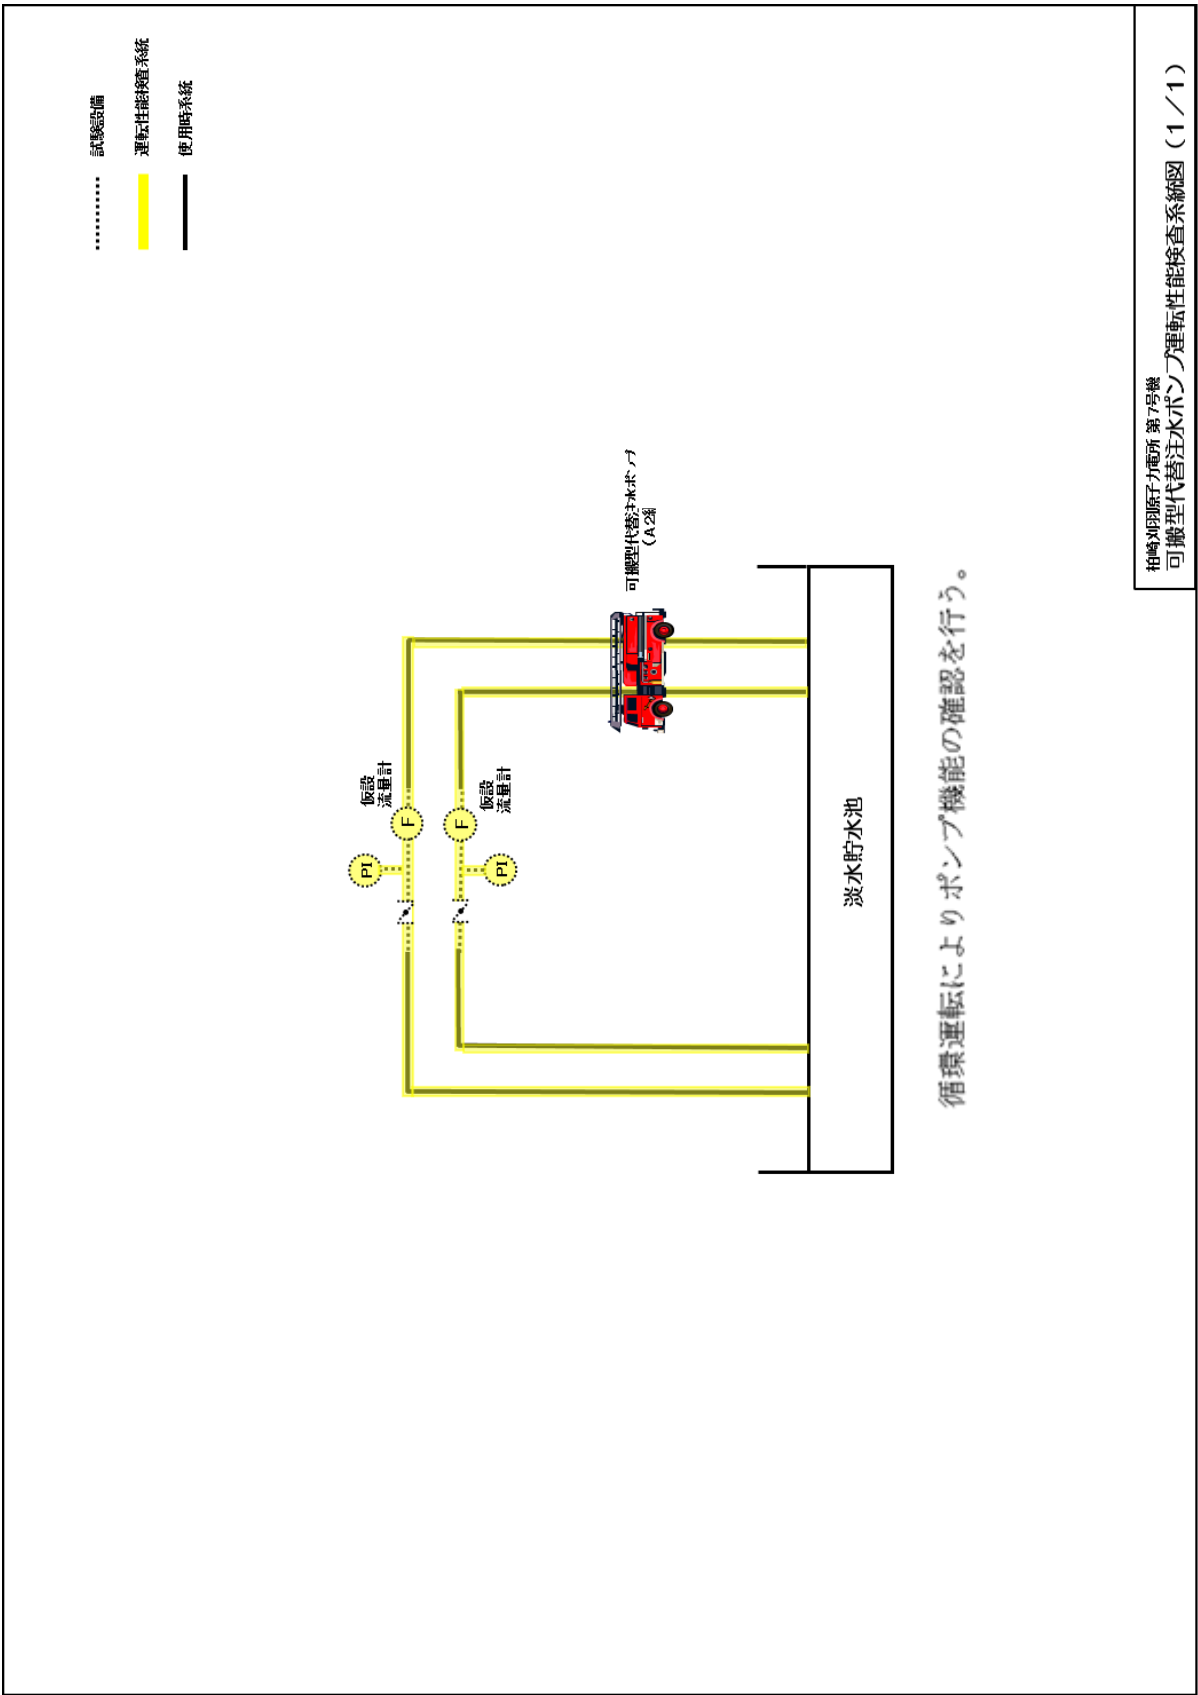 試験設備
運転性能検査系統
使用時系統
可搬型代替注水ポンプ
（A2級
仮設
流量計
F
PI
仮設
流量計
F
PI
淡水貯水池
循環運転によりポンプ機能の確認を行う。
柏崎刈羽原子力電所 第7号機
可搬型代替注水ポンプ運転性能検査系統図（１／１）